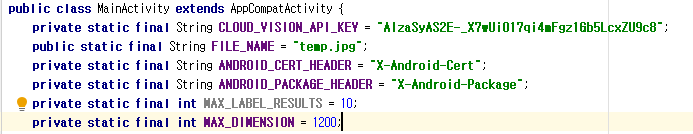 public class MainActivity extends AppCompatActivity {
private static final String CLOUD_VISION_API_KEY = "AIzaSyAS2E-_X7wUiO17qi4mFgz1Gb5LcxZU9c8";
public static final String FILE_NAME = "temp.jpg";
private static final String ANDROID_CERT_HEADER = "X-Android-Cert";
private static final String ANDROID_PACKAGE_HEADER = "X-Android-Package";
private static final int MAX_LABEL_RESULTS = 10;
private static final int MAX_DIMENSION = 1200;